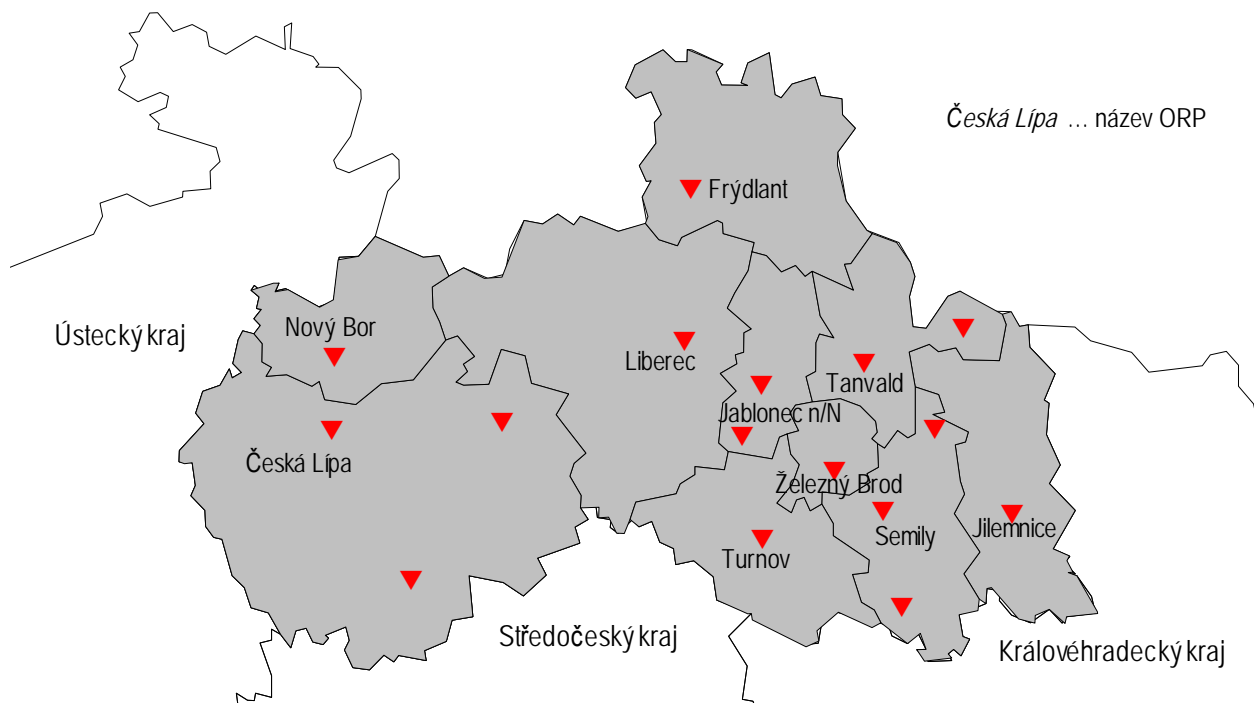 Česká Lípa ... název ORP
Frýdlant
Nový Bor
Ústecký kraj
Liberec
Tanvald
Jablonec n/N
Česká Lípa
Železný Brod
Semily
Jilemnice
Turnov
Středočeský kraj
Královéhradecký kraj